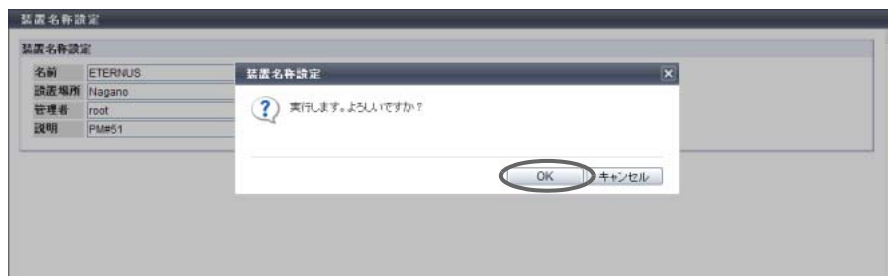 装置名称設定
装置名称設定
名前 ETERNUS
設置場所 Nagano
管理者 root
説明 PM#51
装置名称設定
実行します。よろしいですか?
OK キャンセル